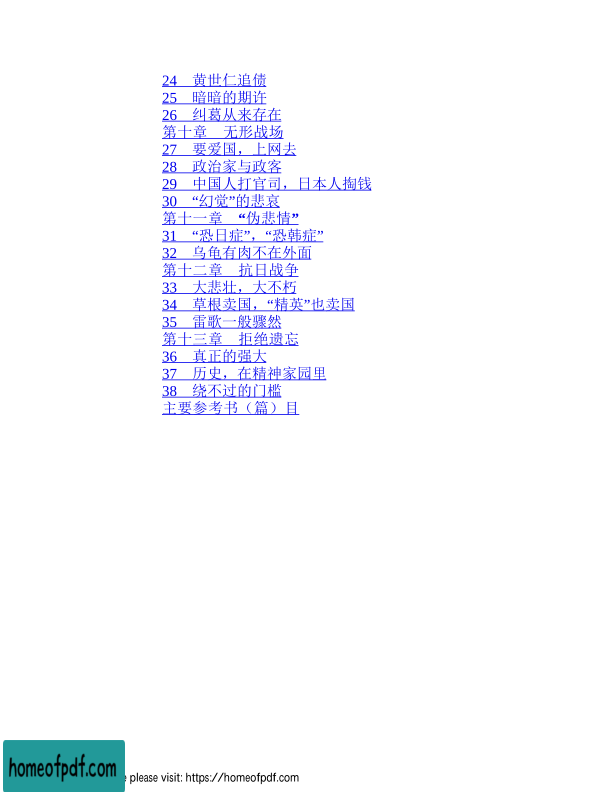 24　黄世仁追债
25　暗暗的期许
26　纠葛从来存在
第十章　无形战场
27　要爱国，上网去
28　政治家与政客
29　中国人打官司，日本人掏钱
30　“幻觉”的悲哀
第十一章　“伪悲情”
31　“恐日症”，“恐韩症”
32　乌龟有肉不在外面
第十二章　抗日战争
33　大悲壮，大不朽
34　草根卖国，“精英”也卖国
35　雷歌一般骤然
第十三章　拒绝遗忘
36　真正的强大
37　历史，在精神家园里
38　绕不过的门槛
主要参考书（篇）目
homeofpdf.com
please visit: https://homeofpdf.com